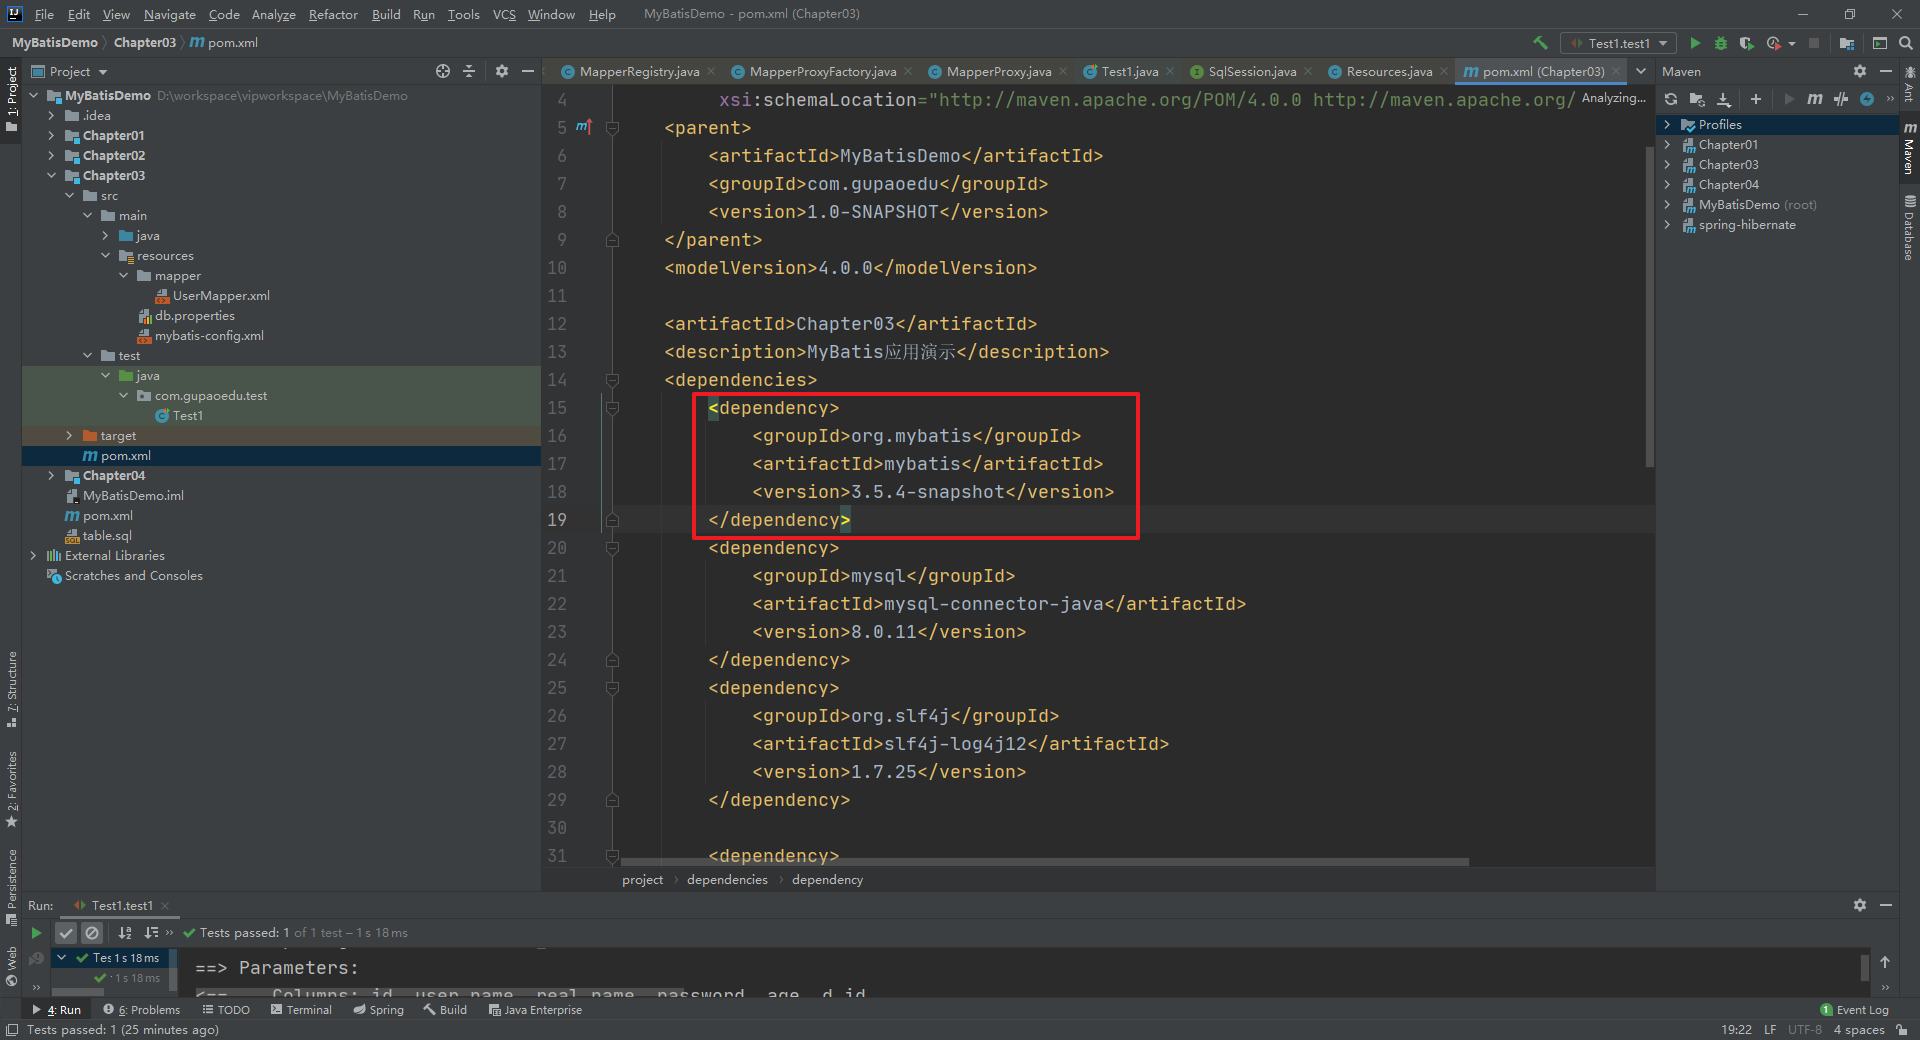 File Edit View Navigate Code Analyze Refactor Build Run Tools VCS Window Help MyBatisDemo - pom.xml (Chapter03)
MyBatisDemo Chapter03 pom.xml
Test1.test1
1: Project
Project
MyBatisDemo D:\workspace\vipworkspace\MyBatisDemo
.idea
Chapter01
Chapter02
Chapter03
src
main
java
resources
mapper
UserMapper.xml
db.properties
mybatis-config.xml
test
java
com.gupaoedu.test
Test1
target
pom.xml
Chapter04
MyBatisDemo.iml
pom.xml
table.sql
External Libraries
Scratches and Consoles
7: Structure
2: Favorites
Persistence
Web
MapperRegistry.java MapperProxyFactory.java MapperProxy.java Test1.java SqlSession.java Resources.java pom.xml (Chapter03)
Analyzing...
4 xsi:schemaLocation="http://maven.apache.org/POM/4.0.0 http://maven.apache.org/
5 <parent>
6 <artifactId>MyBatisDemo</artifactId>
7 <groupId>com.gupaoedu</groupId>
8 <version>1.0-SNAPSHOT</version>
9 </parent>
10 <modelVersion>4.0.0</modelVersion>
11
12 <artifactId>Chapter03</artifactId>
13 <description>MyBatis应用演示</description>
14 <dependencies>
15 <dependency>
16 <groupId>org.mybatis</groupId>
17 <artifactId>mybatis</artifactId>
18 <version>3.5.4-snapshot</version>
19 </dependency>
20 <dependency>
21 <groupId>mysql</groupId>
22 <artifactId>mysql-connector-java</artifactId>
23 <version>8.0.11</version>
24 </dependency>
25 <dependency>
26 <groupId>org.slf4j</groupId>
27 <artifactId>slf4j-log4j12</artifactId>
28 <version>1.7.25</version>
29 </dependency>
30
31 <dependency>
project dependencies dependency
Maven
Profiles
Chapter01
Chapter03
Chapter04
MyBatisDemo (root)
spring-hibernate
Ant
Maven
Database
Run: Test1.test1
Tests passed: 1 of 1 test – 1 s 18 ms
Tes 1 s 18 ms
1 s 18 ms
==> Parameters:
<== Columns: id, user_name, real_name, password, age, d_id
4: Run 6: Problems TODO Terminal Spring Build Java Enterprise 1 Event Log
Tests passed: 1 (25 minutes ago) 19:22 LF UTF-8 4 spaces